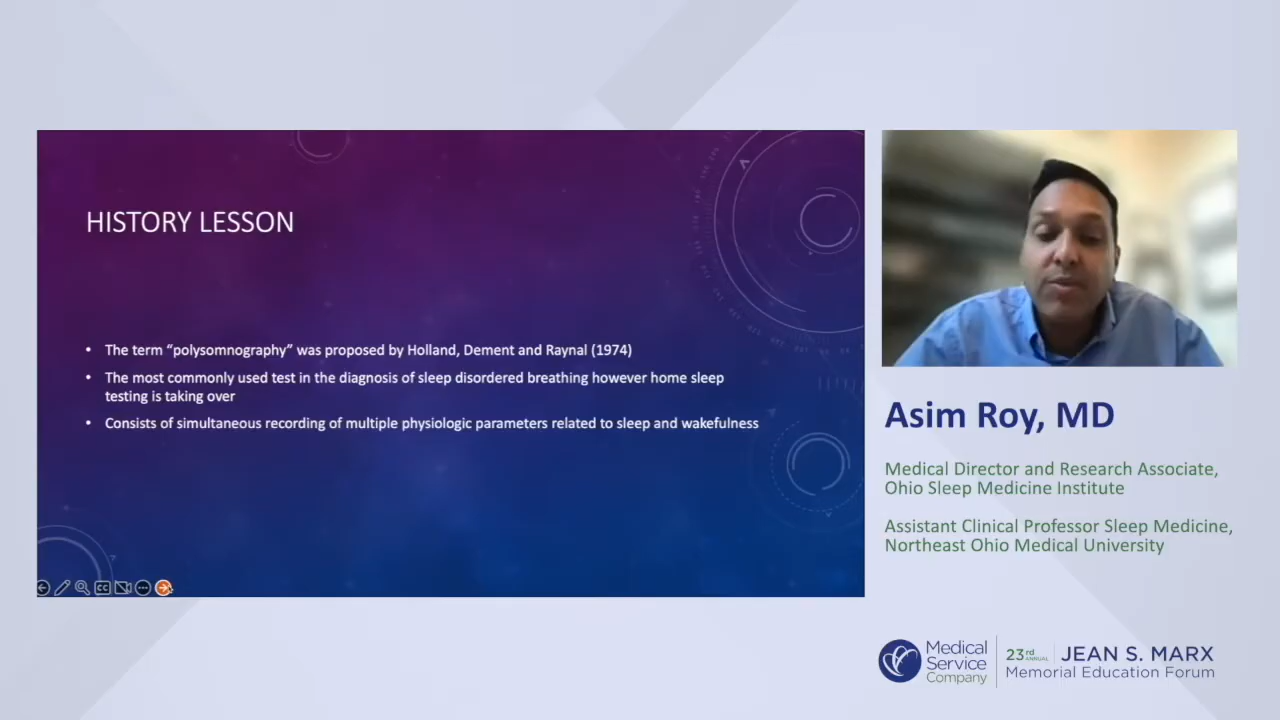 HISTORY LESSON
• The term “polysomnography” was proposed by Holland, Dement and Raynal (1974)
• The most commonly used test in the diagnosis of sleep disordered breathing however home sleep
testing is taking over
• Consists of simultaneous recording of multiple physiologic parameters related to sleep and wakefulness
CC
Asim Roy, MD
Medical Director and Research Associate,
Ohio Sleep Medicine Institute
Assistant Clinical Professor Sleep Medicine,
Northeast Ohio Medical University
Medical
Service
Company
23rd ANNUAL JEAN S. MARX
Memorial Education Forum